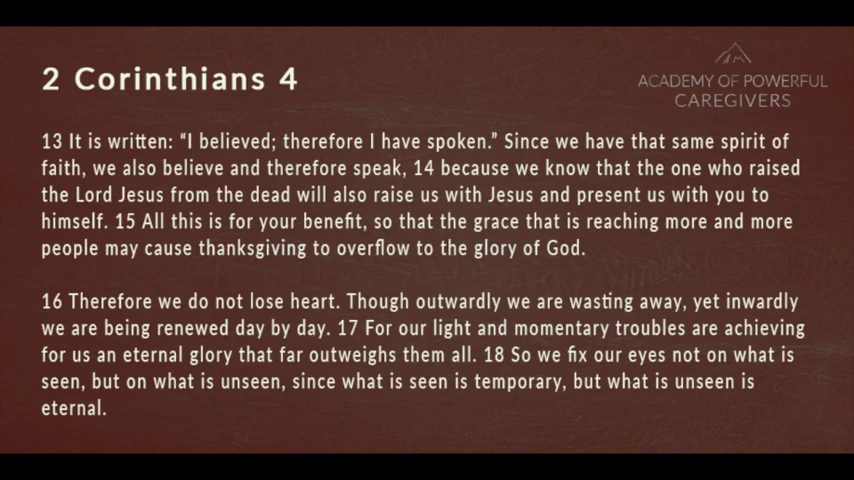 2 Corinthians 4
ACADEMY OF POWERFUL
CAREGIVERS
13 It is written: “I believed; therefore I have spoken.” Since we have that same spirit of
faith, we also believe and therefore speak, 14 because we know that the one who raised
the Lord Jesus from the dead will also raise us with Jesus and present us with you to
himself. 15 All this is for your benefit, so that the grace that is reaching more and more
people may cause thanksgiving to overflow to the glory of God.
16 Therefore we do not lose heart. Though outwardly we are wasting away, yet inwardly
we are being renewed day by day. 17 For our light and momentary troubles are achieving
for us an eternal glory that far outweighs them all. 18 So we fix our eyes not on what is
seen, but on what is unseen, since what is seen is temporary, but what is unseen is
eternal.